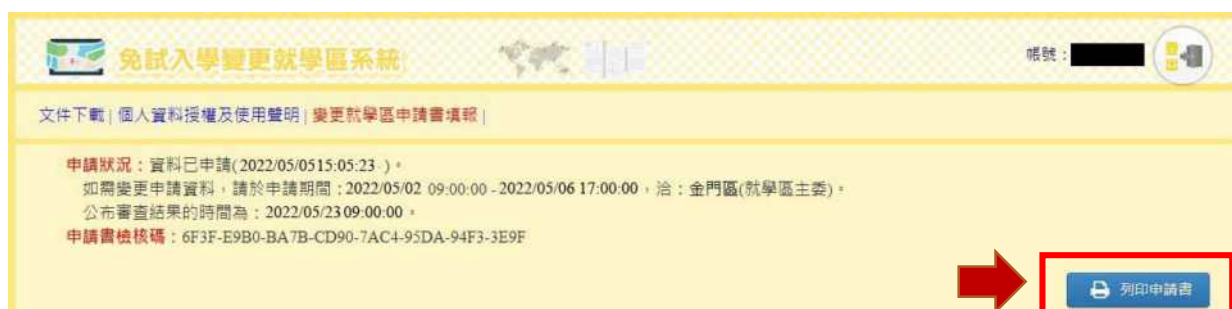 免試入學變更就學區系統
帳號：
文件下載 | 個人資料授權及使用聲明 | 變更就學區申請書填報 |
申請狀況：資料已申請(2022/05/0515:05:23 )。
如需變更申請資料，請於申請期間：2022/05/02 09:00:00 - 2022/05/06 17:00:00，洽：金門區(就學區主委)。
公布審查結果的時間為：2022/05/23 09:00:00。
申請書檢核碼：6F3F-E9B0-BA7B-CD90-7AC4-95DA-94F3-3E9F
列印申請書